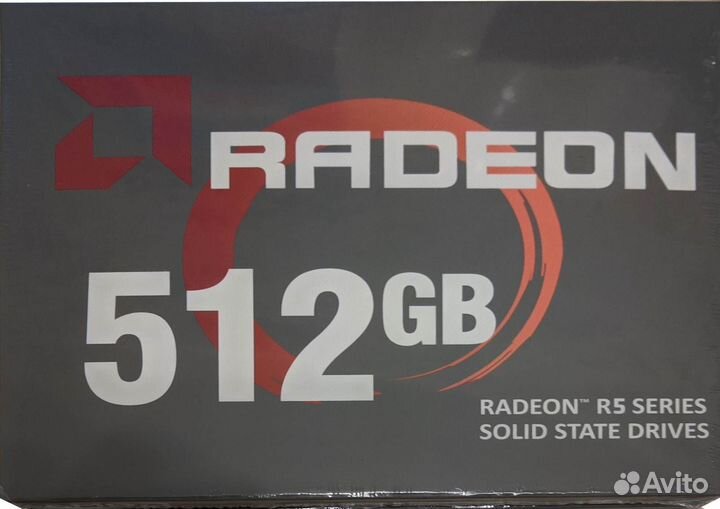 RADEON
512GB
RADEON™ R5 SERIES
SOLID STATE DRIVES
Avito